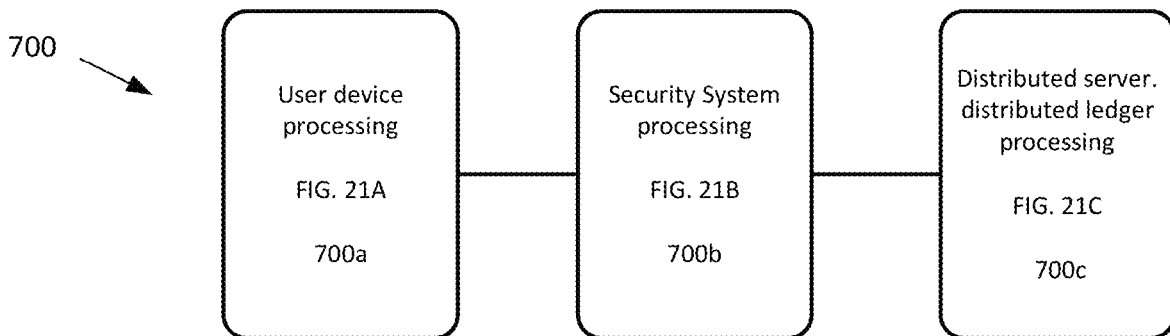 700
User device
processing
FIG. 21A
700a
Security System
processing
FIG. 21B
700b
Distributed server.
distributed ledger
processing
FIG. 21C
700c